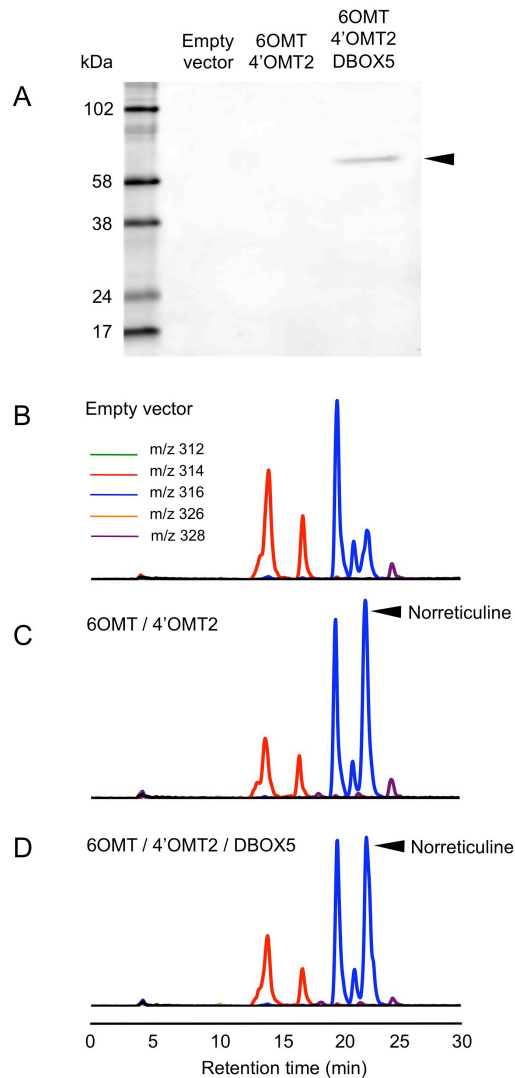 kDa
Empty
vector
6OMT
4'OMT2
6OMT
4'OMT2
DBOX5
A
102
58
38
24
17
B
Empty vector
m/z 312
m/z 314
m/z 316
m/z 326
m/z 328
C
6OMT / 4'OMT2
Norreticuline
D
6OMT / 4'OMT2 / DBOX5
Norreticuline
0 5 10 15 20 25 30
Retention time (min)